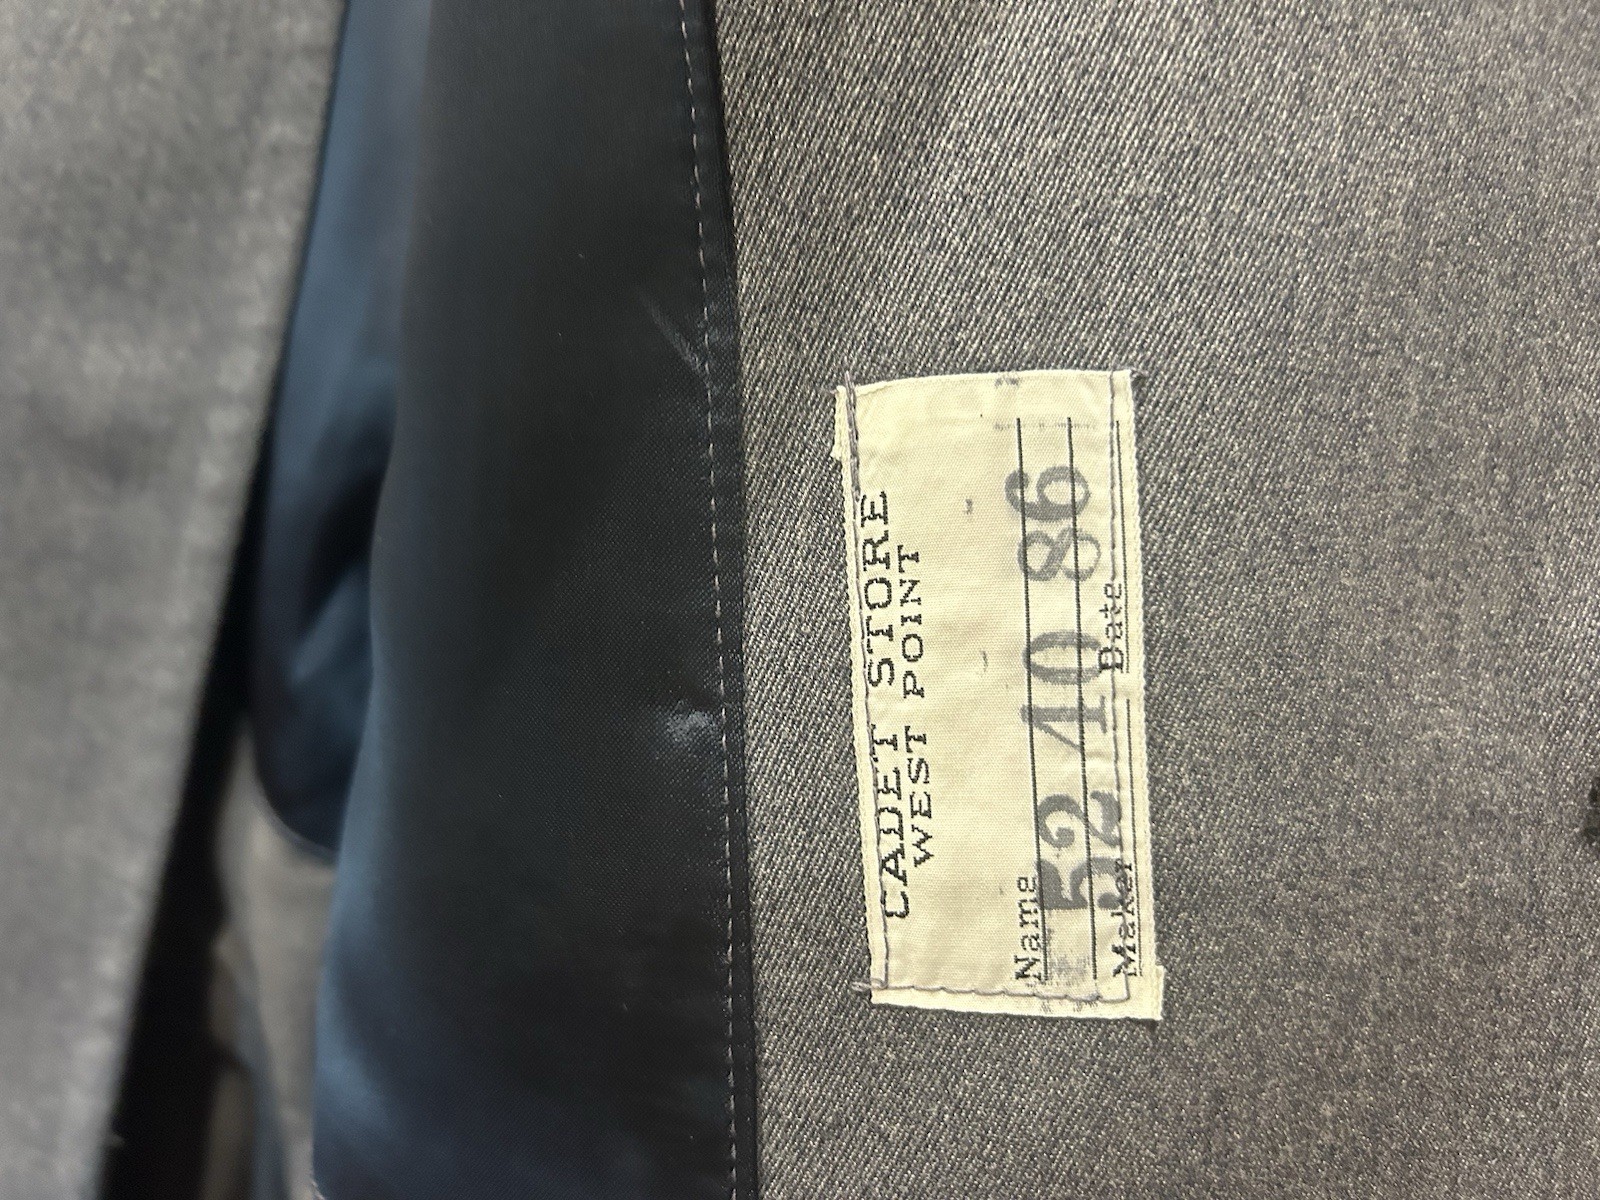 CADET STORE
WEST POINT
Name
52 40 86
Maker Date